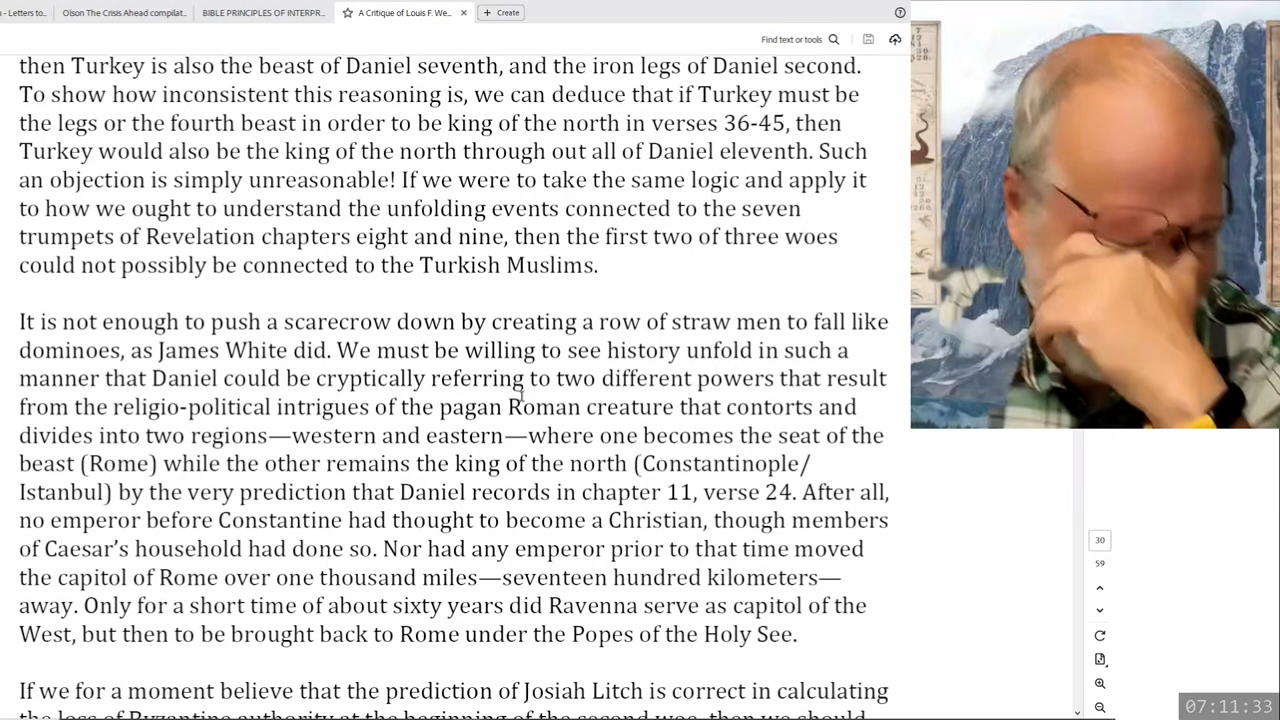 - Letters to...
Olson The Crisis Ahead compilat...
BIBLE PRINCIPLES OF INTERPR...
A Critique of Louis F. We...
Create
Find text or tools
then Turkey is also the beast of Daniel seventh, and the iron legs of Daniel second.
To show how inconsistent this reasoning is, we can deduce that if Turkey must be
the legs or the fourth beast in order to be king of the north in verses 36-45, then
Turkey would also be the king of the north through out all of Daniel eleventh. Such
an objection is simply unreasonable! If we were to take the same logic and apply it
to how we ought to understand the unfolding events connected to the seven
trumpets of Revelation chapters eight and nine, then the first two of three woes
could not possibly be connected to the Turkish Muslims.
It is not enough to push a scarecrow down by creating a row of straw men to fall like
dominoes, as James White did. We must be willing to see history unfold in such a
manner that Daniel could be cryptically referring to two different powers that result
from the religio-political intrigues of the pagan Roman creature that contorts and
divides into two regions—western and eastern—where one becomes the seat of the
beast (Rome) while the other remains the king of the north (Constantinople/
Istanbul) by the very prediction that Daniel records in chapter 11, verse 24. After all,
no emperor before Constantine had thought to become a Christian, though members
of Caesar’s household had done so. Nor had any emperor prior to that time moved
the capitol of Rome over one thousand miles—seventeen hundred kilometers—
away. Only for a short time of about sixty years did Ravenna serve as capitol of the
West, but then to be brought back to Rome under the Popes of the Holy See.
If we for a moment believe that the prediction of Josiah Litch is correct in calculating
the loss of Byzantine authority at the beginning of the second woe, then we should
30
59
07:11:33